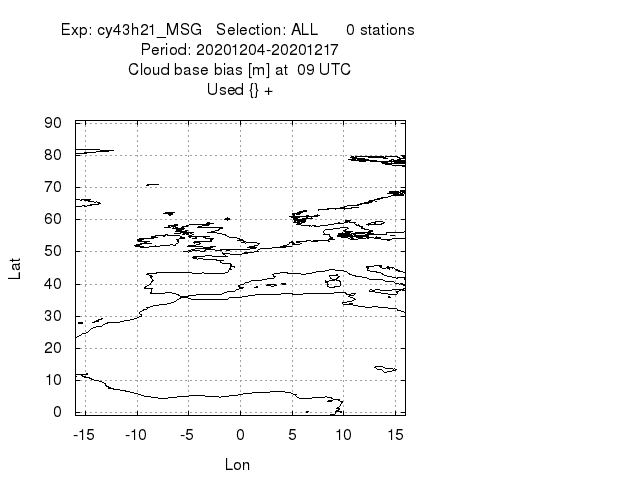 Exp: cy43h21_MSG Selection: ALL 0 stations
Period: 20201204-20201217
Cloud base bias [m] at 09 UTC
Used {} +
90
80
70
60
50
40
30
20
10
0
Lat
-15 -10 -5 0 5 10 15
Lon